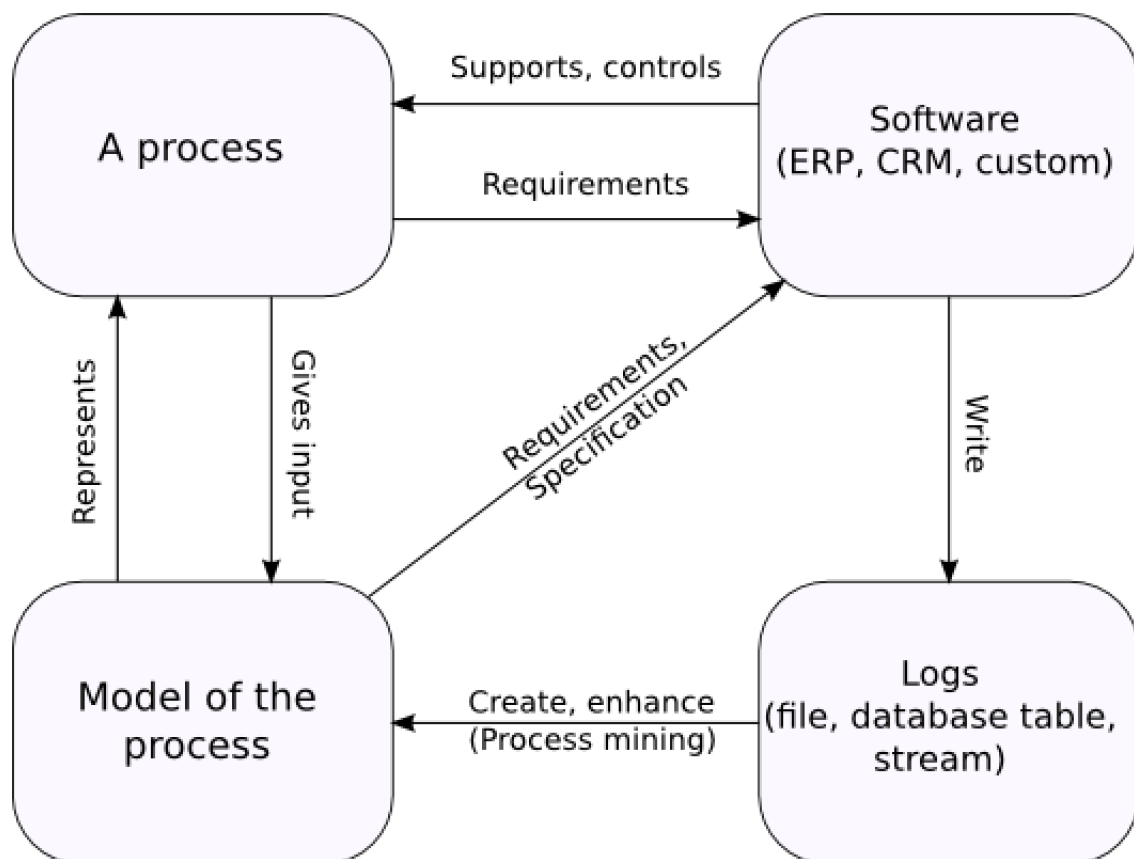 A process
Supports, controls
Requirements
Software
(ERP, CRM, custom)
Represents
Gives input
Requirements,
Specification
Write
Model of the
process
Create, enhance
(Process mining)
Logs
(file, database table,
stream)